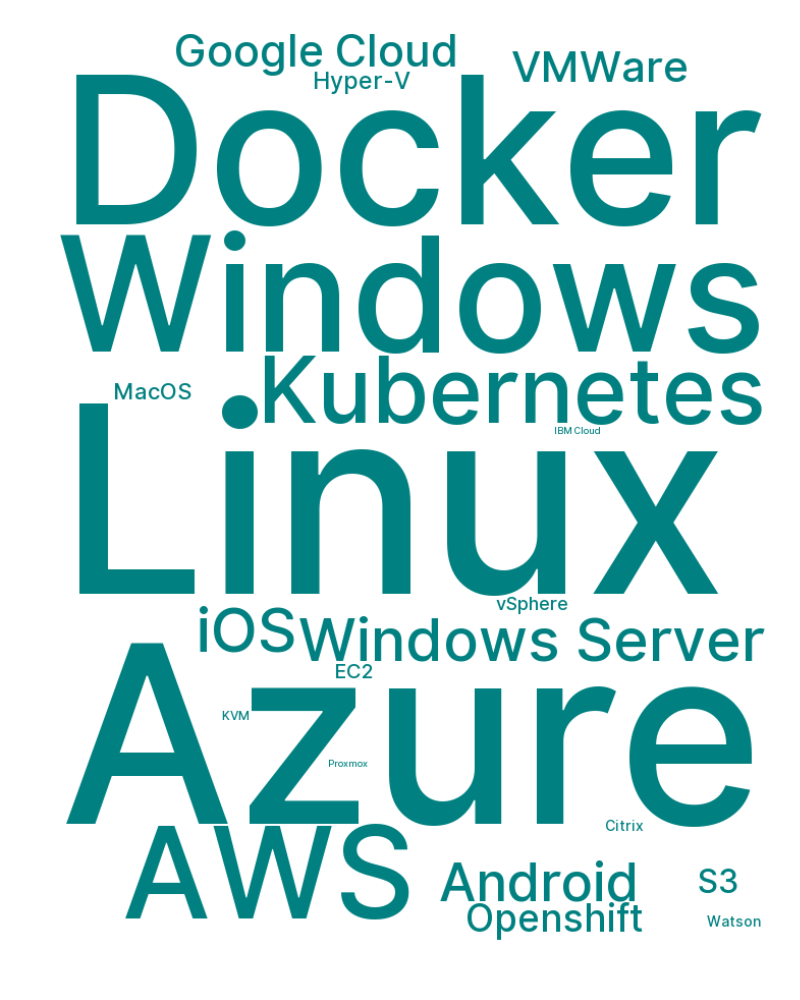 Google Cloud
VMWare
Hyper-V
Docker
Windows
Kubernetes
MacOS
IBM Cloud
Linux
vSphere
iOS
Windows Server
EC2
Azure
KVM
Proxmox
Citrix
AWS
Android
S3
Openshift
Watson